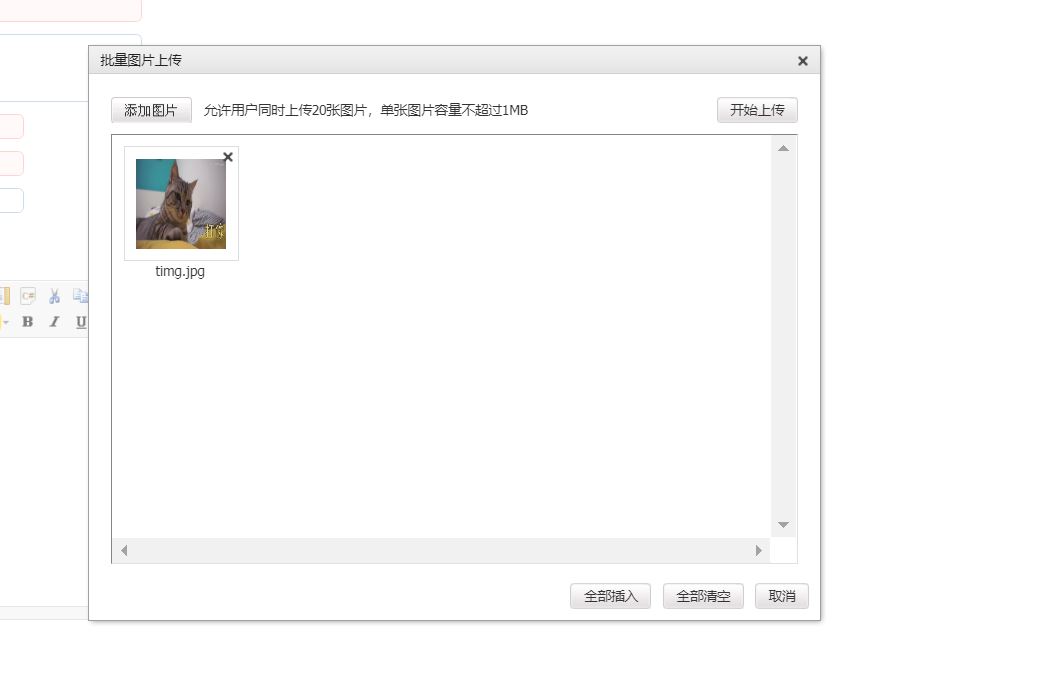 批量图片上传
添加图片 允许用户同时上传20张图片，单张图片容量不超过1MB 开始上传
打你
timg.jpg
C#
B I U
全部插入 全部清空 取消